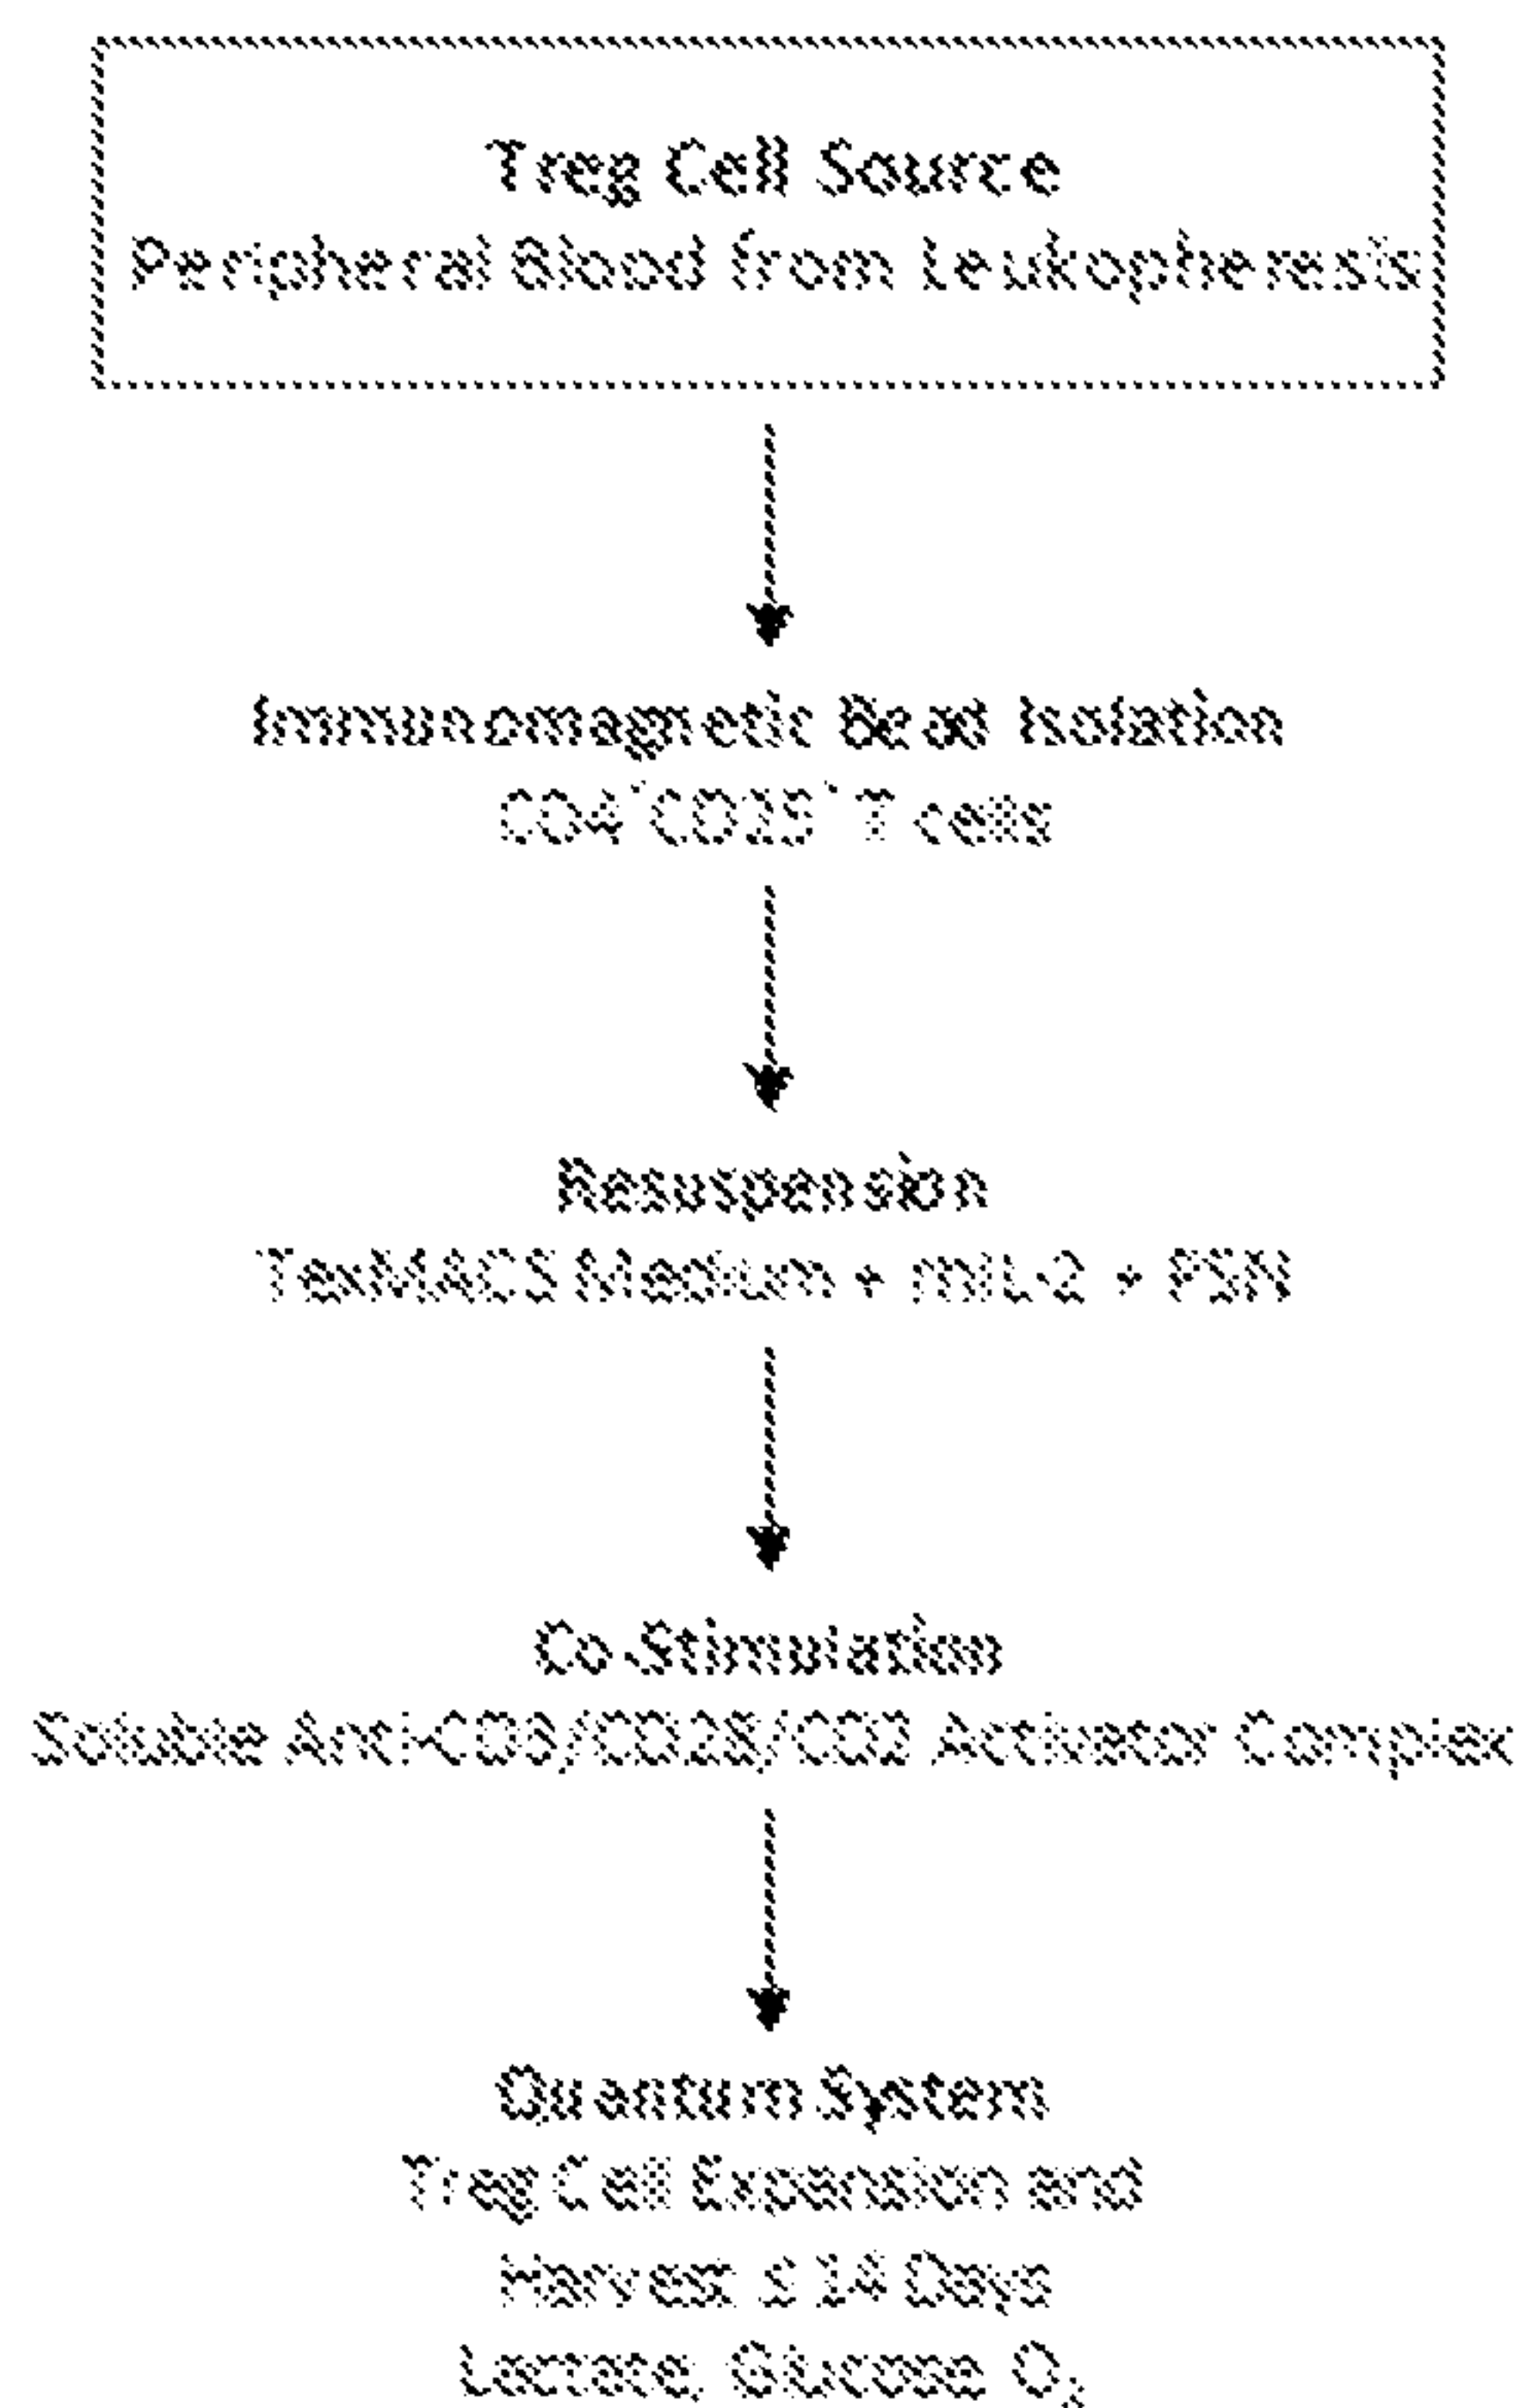 Treg Cell Source
Peripheral Blood from Leukopheresis
Immunomagnetic Bead Isolation
CD4⁺CD25⁺ T cells
Resuspension
TexMACS Medium + rhIL-2 + PSN
Co-Stimulation
Soluble Anti-CD3/CD28/CD2 Activator Complex
Quantum System
Treg Cell Expansion and
Harvest ≤ 14 Days
Lactate, Glucose O₂